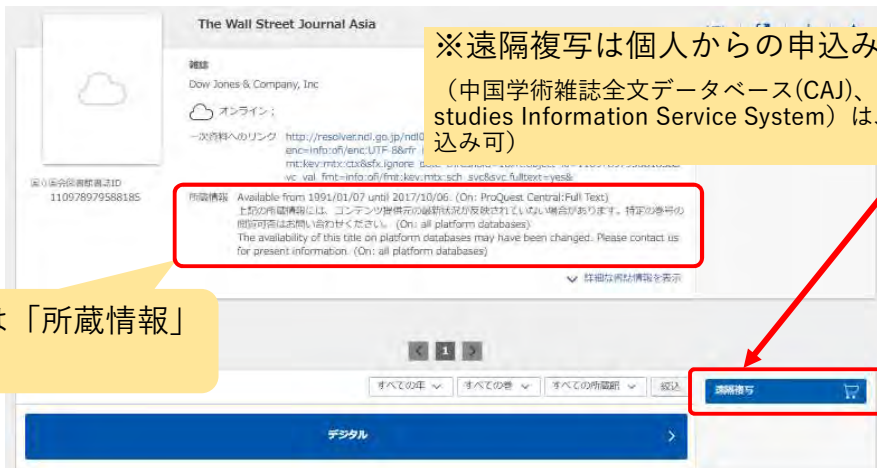 The Wall Street Journal Asia
※遠隔複写は個人からの申込み
（中国学術雑誌全文データベース(CAJ)、
studies Information Service System）は
込み可）
雑誌
Dow Jones & Company, Inc
オンライン :
一次資料へのリンク http://resolver.ndl.go.jp/ndl0
enc=info:ofi/enc:UTF-8&rfr
vc_val_fmt=info:ofi/fmt:kev:mtx:sch_svc&svc.fulltext=yes&
国立国会図書館書誌ID
110978979588185
所蔵情報 Available from 1991/01/07 until 2017/10/06. (On: ProQuest Central:Full Text)
上記の所蔵情報には、コンテンツ提供元の最新状況が反映されていない場合があります。特定の巻号の
閲覧可否はお問い合わせください。 (On: all platform databases)
The availability of this title on platform databases may have been changed. Please contact us
for present information. (On: all platform databases)
詳細な書誌情報を表示
「所蔵情報」
1
すべての年 すべての巻 すべての所蔵館 絞込
遠隔複写
デジタル